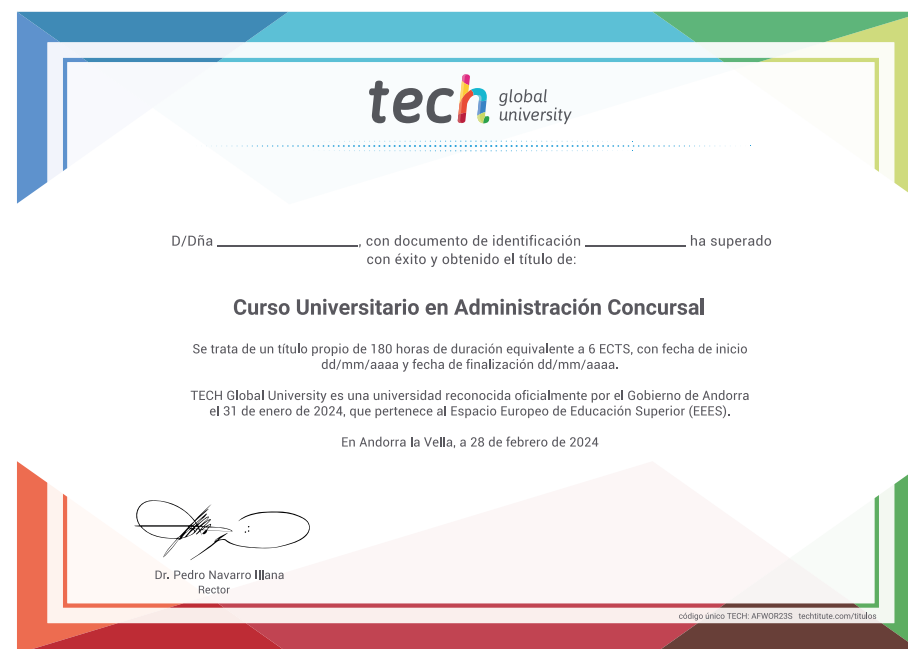 tech global university
D/Dña ____________________, con documento de identificación ______________ ha superado
con éxito y obtenido el título de:
Curso Universitario en Administración Concursal
Se trata de un título propio de 180 horas de duración equivalente a 6 ECTS, con fecha de inicio
dd/mm/aaaa y fecha de finalización dd/mm/aaaa.
TECH Global University es una universidad reconocida oficialmente por el Gobierno de Andorra
el 31 de enero de 2024, que pertenece al Espacio Europeo de Educación Superior (EEES).
En Andorra la Vella, a 28 de febrero de 2024
Dr. Pedro Navarro Illana
Rector
código único TECH: AFWOR23S techtitute.com/titulos